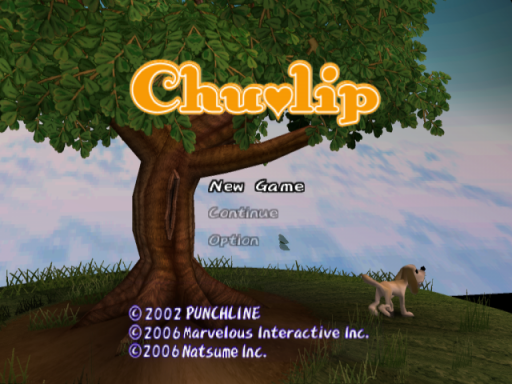 Chu♥lip
New Game
Continue
Option
©2002 PUNCHLINE
©2006 Marvelous Interactive Inc.
©2006 Natsume Inc.